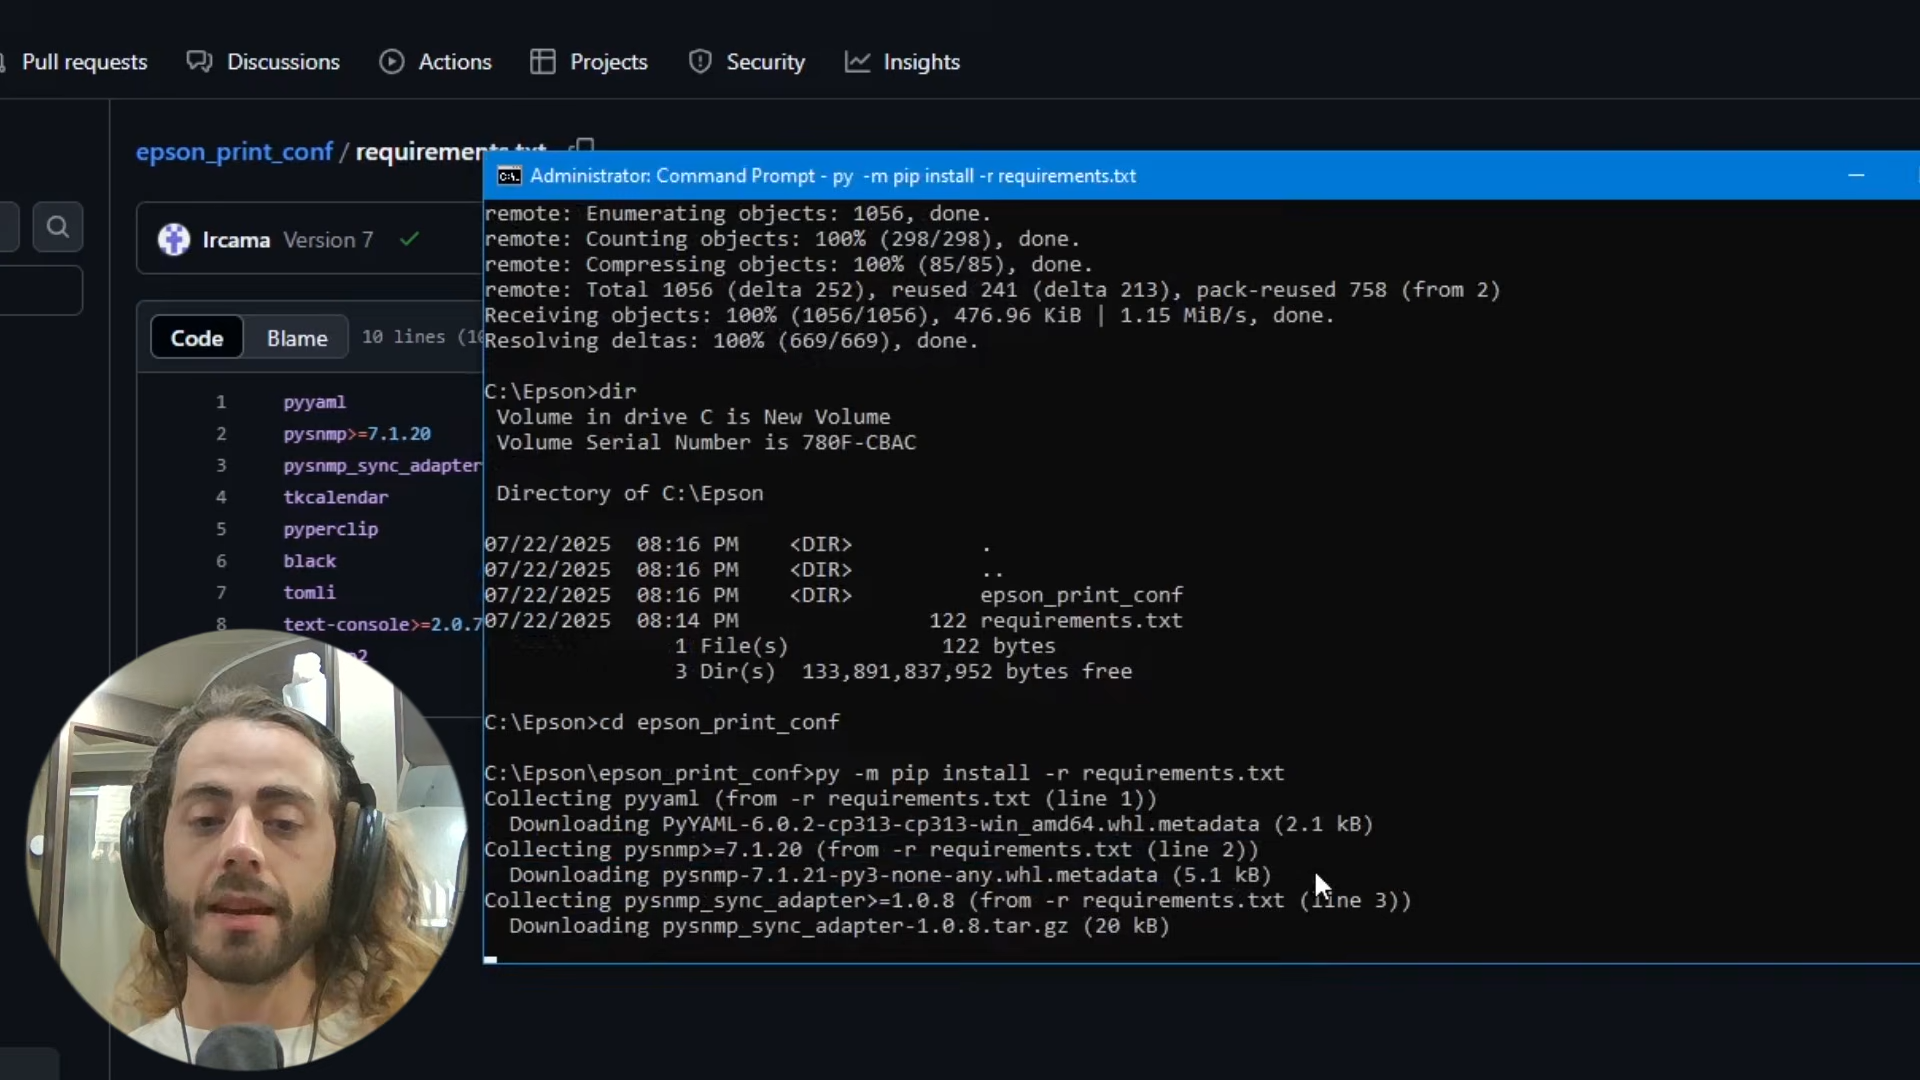 Pull requests
Discussions
Actions
Projects
Security
Insights
epson_print_conf / requirements.txt
Administrator: Command Prompt - py  -m pip install -r requirements.txt
Ircama Version 7
Code Blame 10 lines (10
1 pyyaml
2 pysnmp>=7.1.20
3 pysnmp_sync_adapter
4 tkcalendar
5 pyperclip
6 black
7 tomli
8 text-console>=2.0.7
remote: Enumerating objects: 1056, done.
remote: Counting objects: 100% (298/298), done.
remote: Compressing objects: 100% (85/85), done.
remote: Total 1056 (delta 252), reused 241 (delta 213), pack-reused 758 (from 2)
Receiving objects: 100% (1056/1056), 476.96 KiB | 1.15 MiB/s, done.
Resolving deltas: 100% (669/669), done.
C:\Epson>dir
Volume in drive C is New Volume
Volume Serial Number is 780F-CBAC
Directory of C:\Epson
07/22/2025  08:16 PM    <DIR>          .
07/22/2025  08:16 PM    <DIR>          ..
07/22/2025  08:16 PM    <DIR>          epson_print_conf
07/22/2025  08:14 PM               122 requirements.txt
1 File(s)            122 bytes
3 Dir(s)  133,891,837,952 bytes free
C:\Epson>cd epson_print_conf
C:\Epson\epson_print_conf>py -m pip install -r requirements.txt
Collecting pyyaml (from -r requirements.txt (line 1))
Downloading PyYAML-6.0.2-cp313-cp313-win_amd64.whl.metadata (2.1 kB)
Collecting pysnmp>=7.1.20 (from -r requirements.txt (line 2))
Downloading pysnmp-7.1.21-py3-none-any.whl.metadata (5.1 kB)
Collecting pysnmp_sync_adapter>=1.0.8 (from -r requirements.txt (line 3))
Downloading pysnmp_sync_adapter-1.0.8.tar.gz (20 kB)